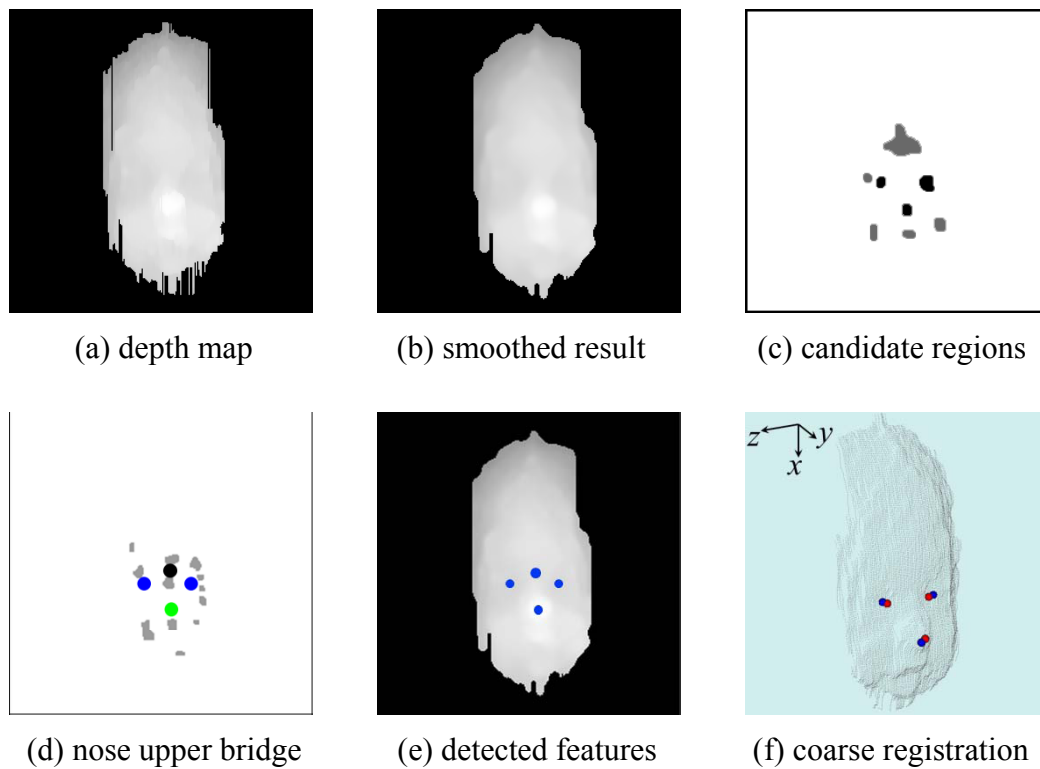 (a) depth map
(b) smoothed result
(c) candidate regions
z
y
x
(d) nose upper bridge
(e) detected features
(f) coarse registration